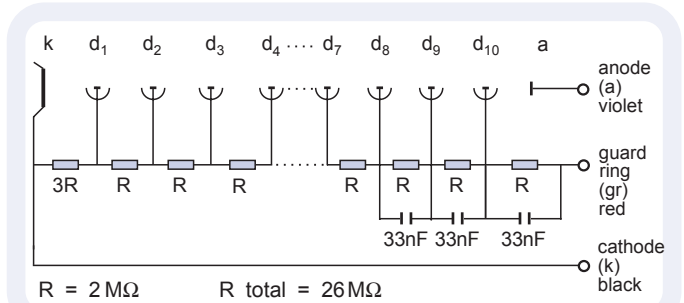 k d₁ d₂ d₃ d₄ ···· d₇ d₈ d₉ d₁₀ a
anode
(a)
violet
guard
ring
(gr)
red
3R R R R R R R R
33nF 33nF 33nF
cathode
(k)
black
R = 2 MΩ R total = 26 MΩ